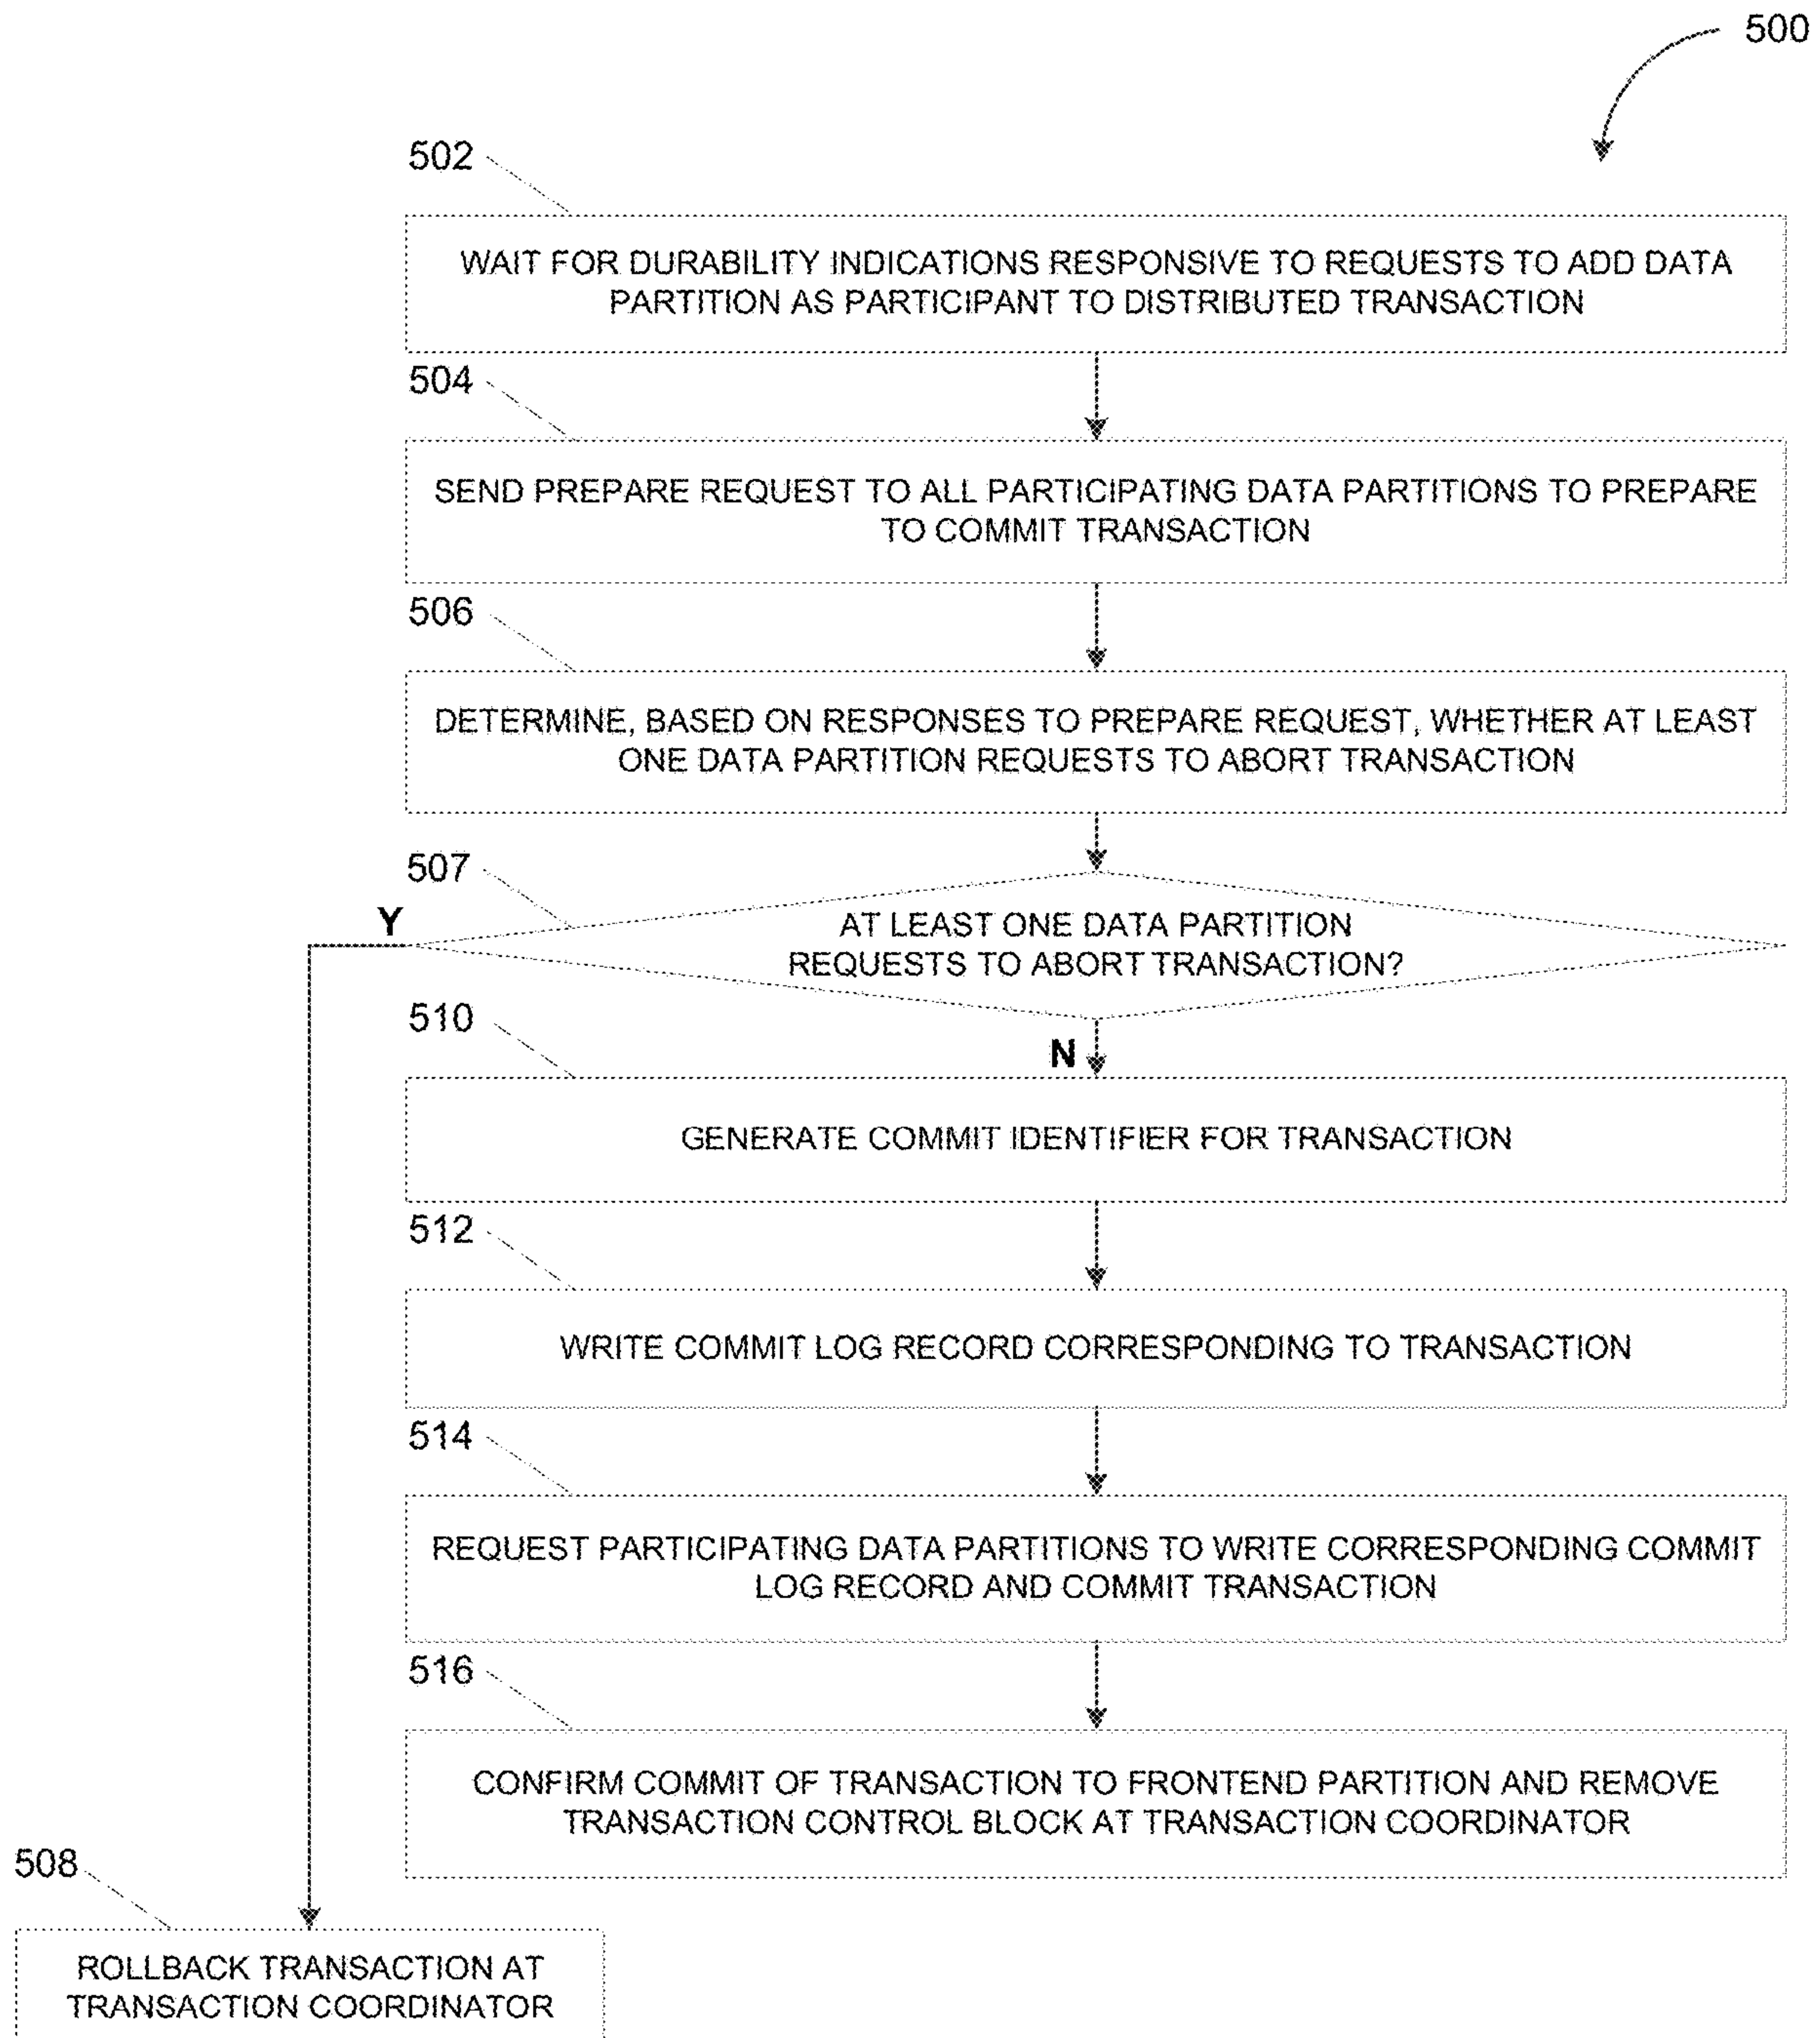 500
502
WAIT FOR DURABILITY INDICATIONS RESPONSIVE TO REQUESTS TO ADD DATA
PARTITION AS PARTICIPANT TO DISTRIBUTED TRANSACTION
504
SEND PREPARE REQUEST TO ALL PARTICIPATING DATA PARTITIONS TO PREPARE
TO COMMIT TRANSACTION
506
DETERMINE, BASED ON RESPONSES TO PREPARE REQUEST, WHETHER AT LEAST
ONE DATA PARTITION REQUESTS TO ABORT TRANSACTION
507
Y
AT LEAST ONE DATA PARTITION
REQUESTS TO ABORT TRANSACTION?
510
N
GENERATE COMMIT IDENTIFIER FOR TRANSACTION
512
WRITE COMMIT LOG RECORD CORRESPONDING TO TRANSACTION
514
REQUEST PARTICIPATING DATA PARTITIONS TO WRITE CORRESPONDING COMMIT
LOG RECORD AND COMMIT TRANSACTION
516
CONFIRM COMMIT OF TRANSACTION TO FRONTEND PARTITION AND REMOVE
TRANSACTION CONTROL BLOCK AT TRANSACTION COORDINATOR
508
ROLLBACK TRANSACTION AT
TRANSACTION COORDINATOR